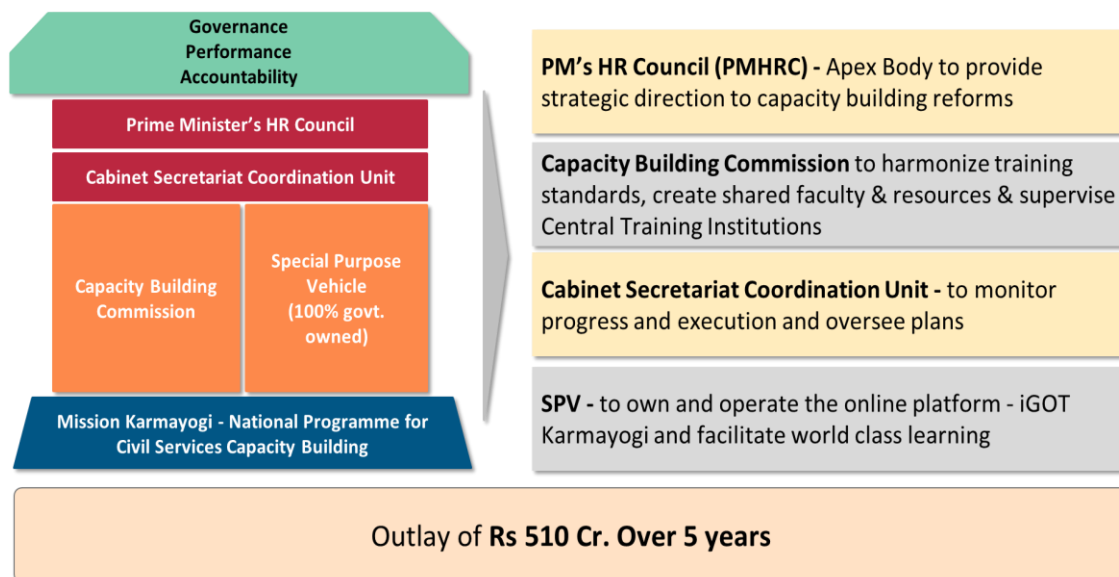 Governance
Performance
Accountability
Prime Minister's HR Council
Cabinet Secretariat Coordination Unit
Capacity Building
Commission
Special Purpose
Vehicle
(100% govt.
owned)
Mission Karmayogi - National Programme for
Civil Services Capacity Building
PM's HR Council (PMHRC) - Apex Body to provide
strategic direction to capacity building reforms
Capacity Building Commission to harmonize training
standards, create shared faculty & resources & supervise
Central Training Institutions
Cabinet Secretariat Coordination Unit - to monitor
progress and execution and oversee plans
SPV - to own and operate the online platform - iGOT
Karmayogi and facilitate world class learning
Outlay of Rs 510 Cr. Over 5 years